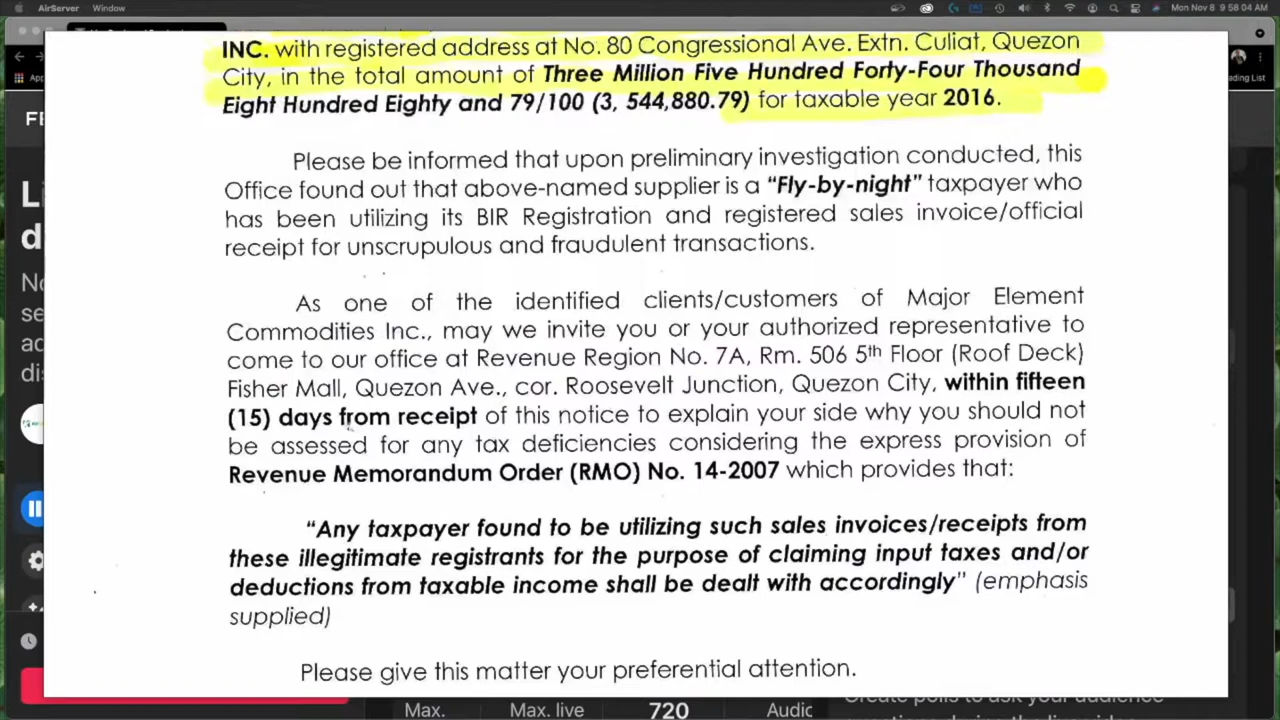 AirServer Window
Mon Nov 8 9:58:04 AM
INC. with registered address at No. 80 Congressional Ave. Extn. Culiat, Quezon
City, in the total amount of Three Million Five Hundred Forty-Four Thousand
Eight Hundred Eighty and 79/100 (3, 544,880.79) for taxable year 2016.
Please be informed that upon preliminary investigation conducted, this
Office found out that above-named supplier is a “Fly-by-night” taxpayer who
has been utilizing its BIR Registration and registered sales invoice/official
receipt for unscrupulous and fraudulent transactions.
As one of the identified clients/customers of Major Element
Commodities Inc., may we invite you or your authorized representative to
come to our office at Revenue Region No. 7A, Rm. 506 5th Floor (Roof Deck)
Fisher Mall, Quezon Ave., cor. Roosevelt Junction, Quezon City, within fifteen
(15) days from receipt of this notice to explain your side why you should not
be assessed for any tax deficiencies considering the express provision of
Revenue Memorandum Order (RMO) No. 14-2007 which provides that:
“Any taxpayer found to be utilizing such sales invoices/receipts from
these illegitimate registrants for the purpose of claiming input taxes and/or
deductions from taxable income shall be dealt with accordingly” (emphasis
supplied)
Please give this matter your preferential attention.
Max. Max. live 720 Audic